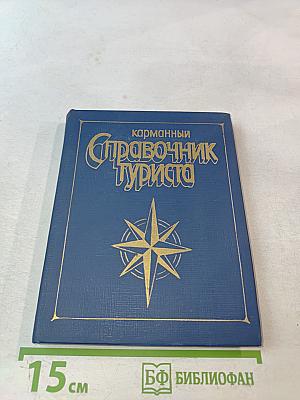 карманный
Справочник
туриста
15 см
БФ БИБЛИОФАН